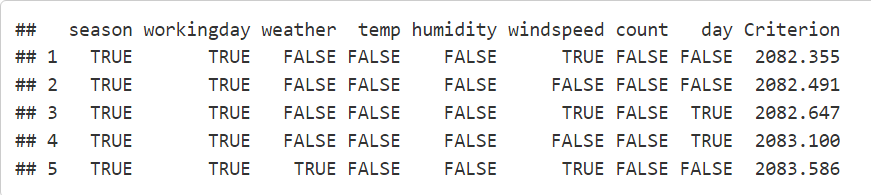 ##   season workingday weather  temp humidity windspeed count   day Criterion
## 1   TRUE       TRUE   FALSE FALSE    FALSE      TRUE FALSE FALSE  2082.355
## 2   TRUE       TRUE   FALSE FALSE    FALSE     FALSE FALSE FALSE  2082.491
## 3   TRUE       TRUE   FALSE FALSE    FALSE      TRUE FALSE  TRUE  2082.647
## 4   TRUE       TRUE   FALSE FALSE    FALSE     FALSE FALSE  TRUE  2083.100
## 5   TRUE       TRUE    TRUE FALSE    FALSE      TRUE FALSE FALSE  2083.586